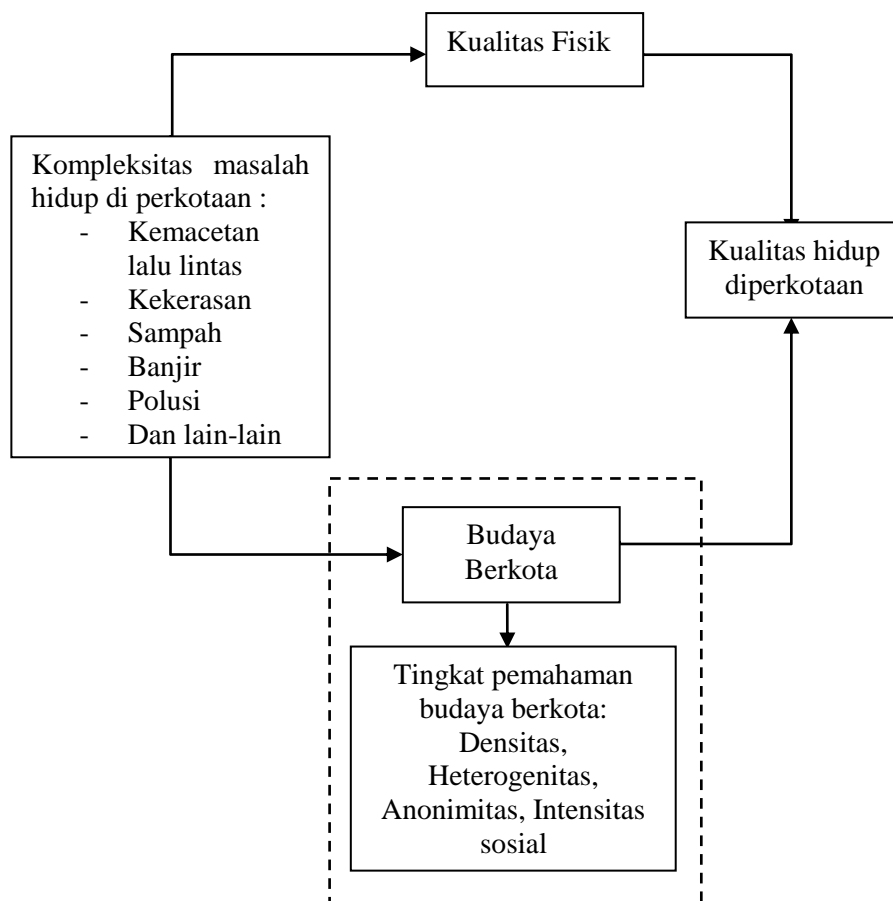 Kualitas Fisik
Kompleksitas masalah
hidup di perkotaan :
- Kemacetan
lalu lintas
- Kekerasan
- Sampah
- Banjir
- Polusi
- Dan lain-lain
Kualitas hidup
diperkotaan
Budaya
Berkota
Tingkat pemahaman
budaya berkota:
Densitas,
Heterogenitas,
Anonimitas, Intensitas
sosial